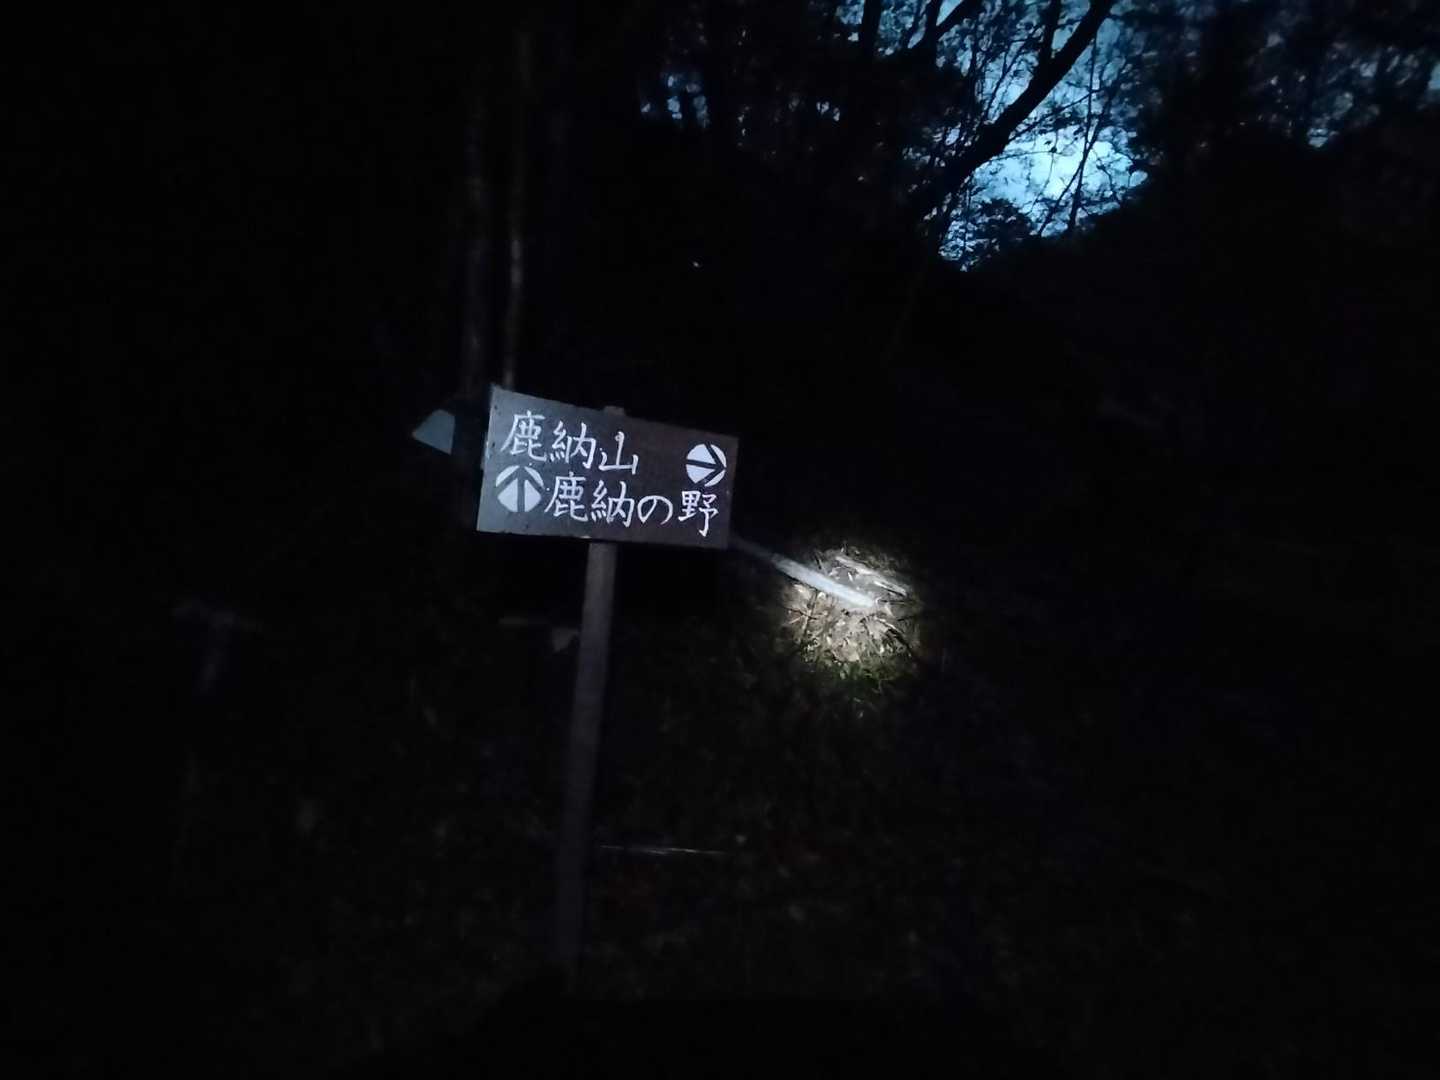 鹿納山 →
↑ 鹿納の野